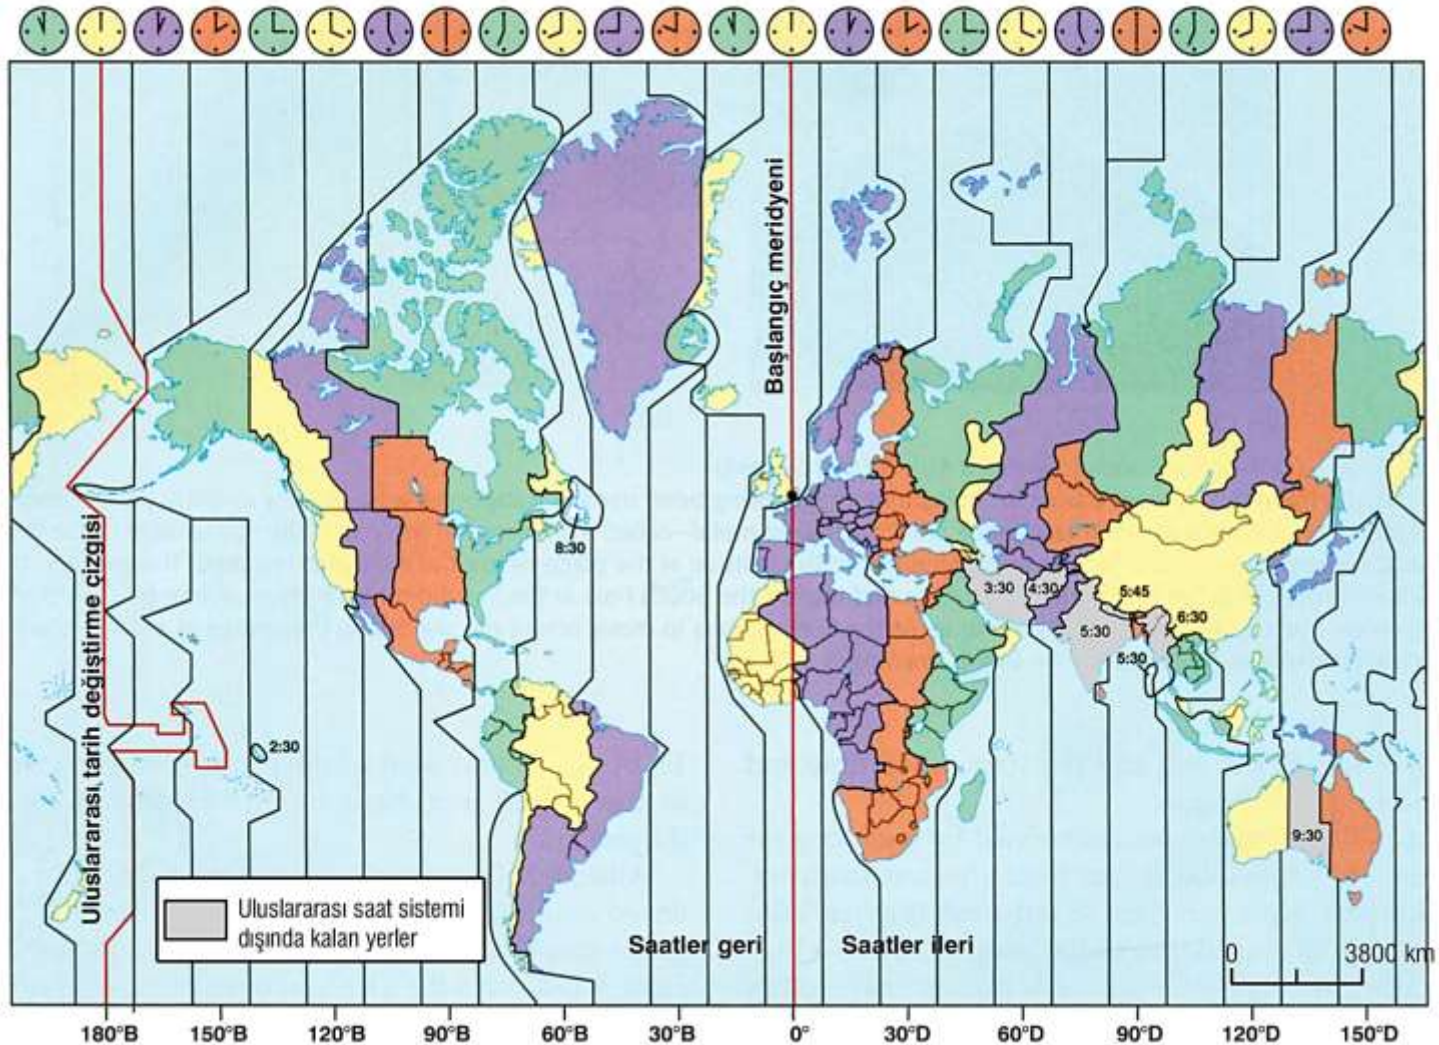 Uluslararası, tarih değiştirme çizgisi
Başlangıç meridyeni
8:30
2:30
3:30
4:30
5:45
5:30
6:30
5:30
9:30
Uluslararası saat sistemi
dışında kalan yerler
Saatler geri
Saatler ileri
0
3800 km
180°B
150°B
120°B
90°B
60°B
30°B
0°
30°D
60°D
90°D
120°D
150°D